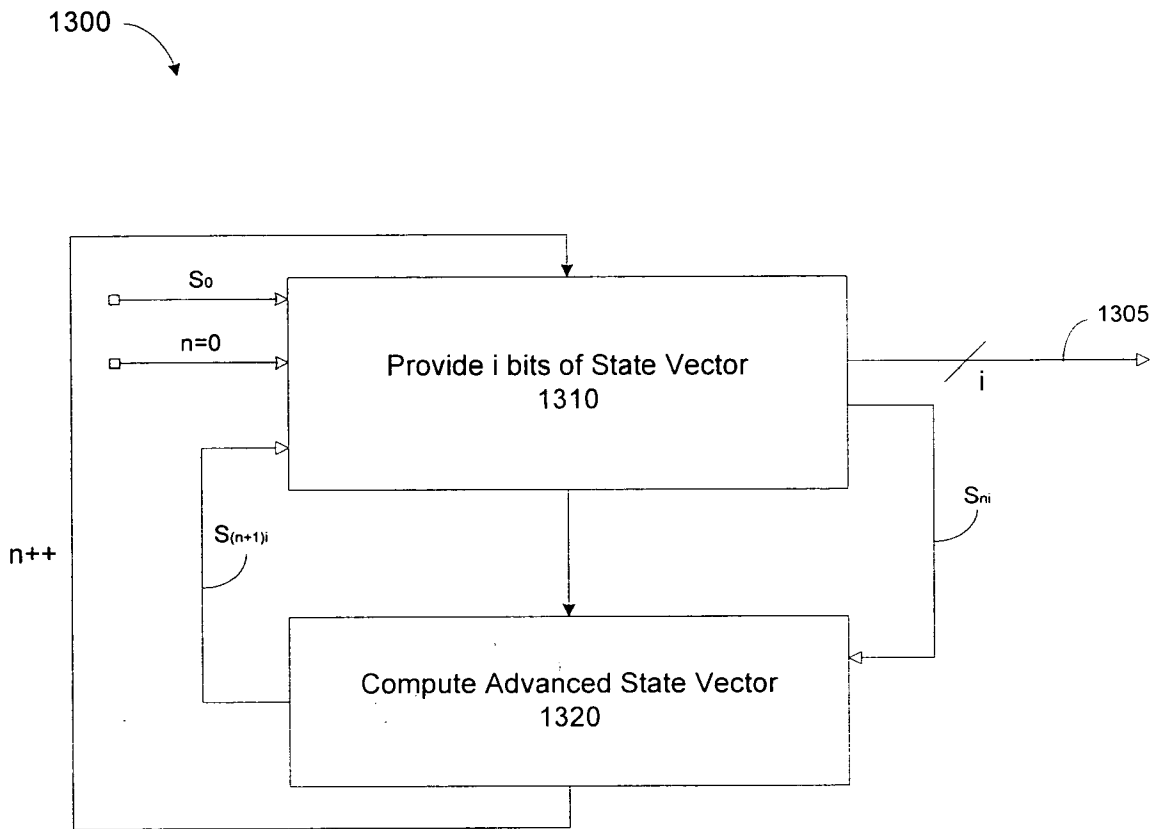 1300
S0
n=0
Provide i bits of State Vector
1310
1305
i
Sni
S(n+1)i
n++
Compute Advanced State Vector
1320